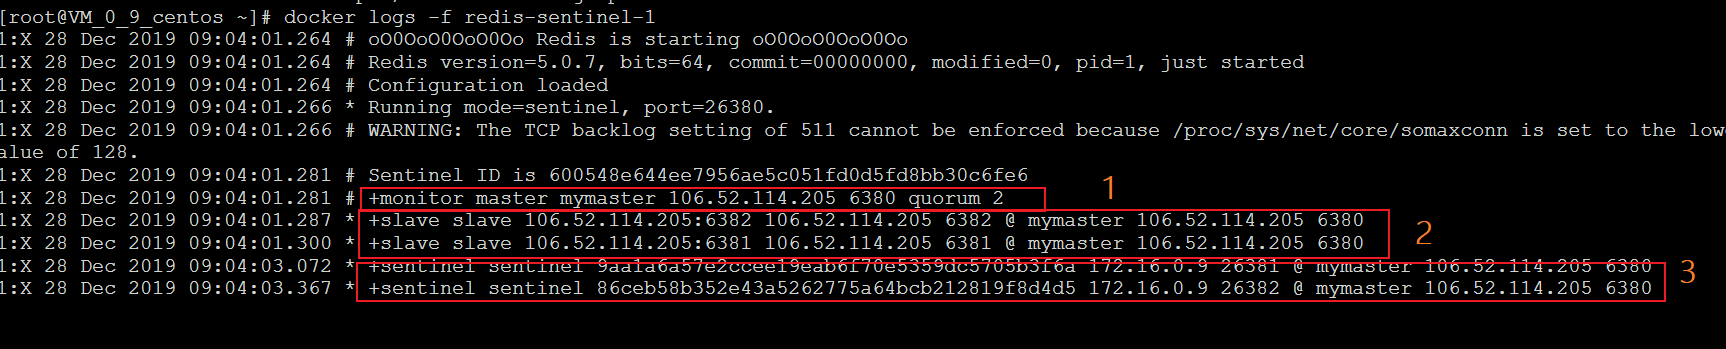 [root@VM_0_9_centos ~]# docker logs -f redis-sentinel-1
1:X 28 Dec 2019 09:04:01.264 # oO0OoO0OoO0Oo Redis is starting oO0OoO0OoO0Oo
1:X 28 Dec 2019 09:04:01.264 # Redis version=5.0.7, bits=64, commit=00000000, modified=0, pid=1, just started
1:X 28 Dec 2019 09:04:01.264 # Configuration loaded
1:X 28 Dec 2019 09:04:01.266 * Running mode=sentinel, port=26380.
1:X 28 Dec 2019 09:04:01.266 # WARNING: The TCP backlog setting of 511 cannot be enforced because /proc/sys/net/core/somaxconn is set to the lowe
alue of 128.
1:X 28 Dec 2019 09:04:01.281 # Sentinel ID is 600548e644ee7956ae5c051fd0d5fd8bb30c6fe6
1:X 28 Dec 2019 09:04:01.281 # +monitor master mymaster 106.52.114.205 6380 quorum 2 1
1:X 28 Dec 2019 09:04:01.287 * +slave slave 106.52.114.205:6382 106.52.114.205 6382 @ mymaster 106.52.114.205 6380
1:X 28 Dec 2019 09:04:01.300 * +slave slave 106.52.114.205:6381 106.52.114.205 6381 @ mymaster 106.52.114.205 6380 2
1:X 28 Dec 2019 09:04:03.072 * +sentinel sentinel 9aa1a6a57e2ccee19eab6f70e5359dc5705b3f6a 172.16.0.9 26381 @ mymaster 106.52.114.205 6380
1:X 28 Dec 2019 09:04:03.367 * +sentinel sentinel 86ceb58b352e43a5262775a64bcb212819f8d4d5 172.16.0.9 26382 @ mymaster 106.52.114.205 6380 3